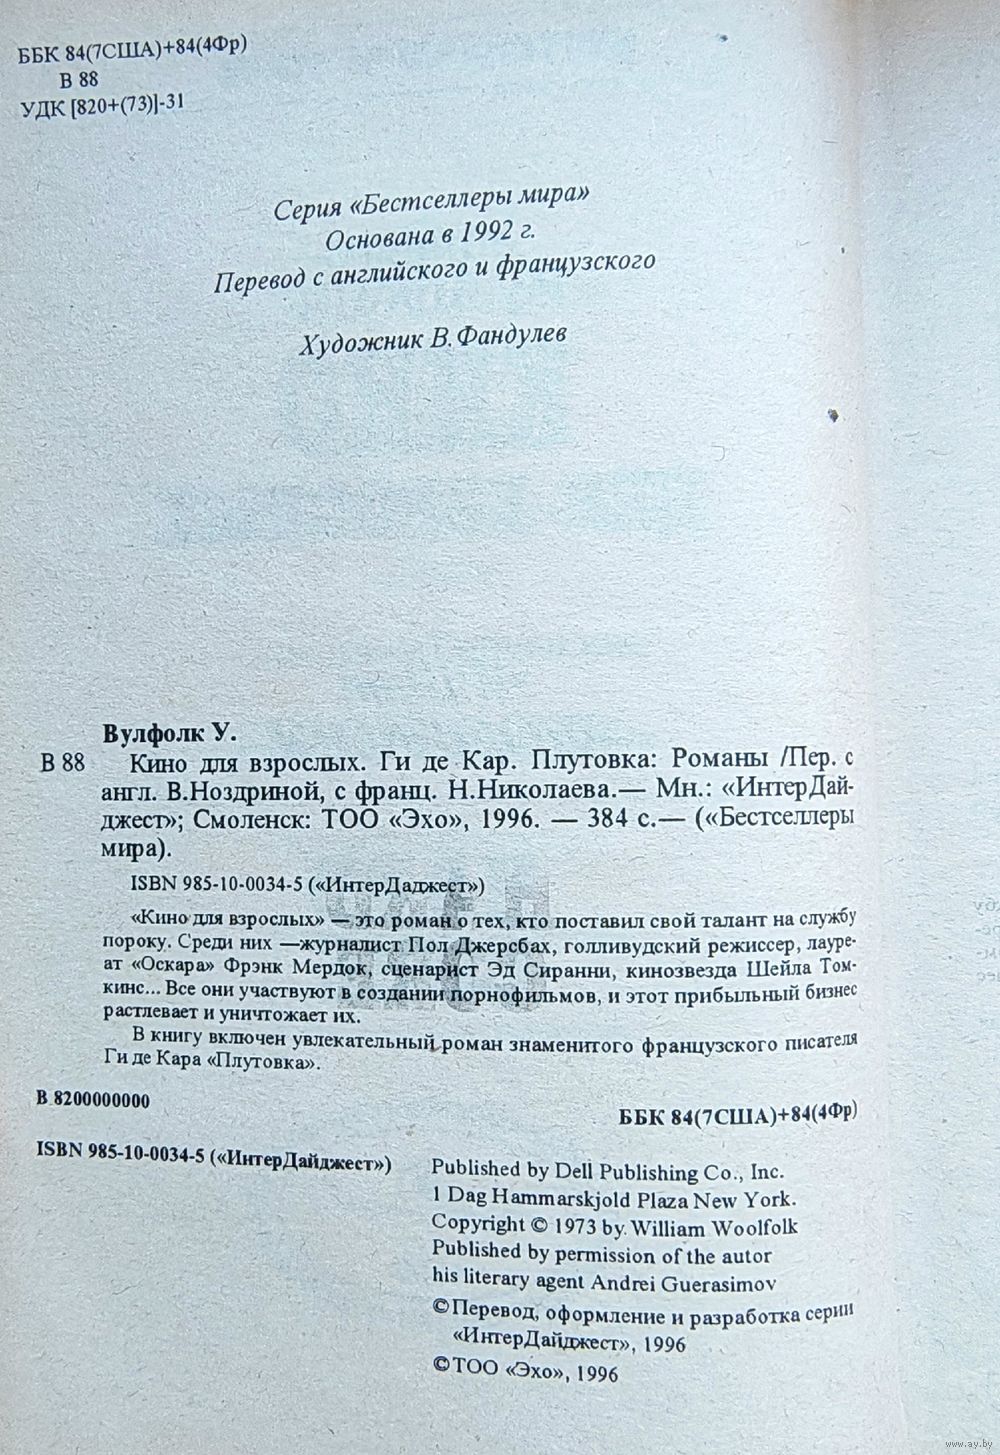 ББК 84(7США)+84(4Фр)
В 88
УДК [820+(73)]-31
Серия «Бестселлеры мира»
Основана в 1992 г.
Перевод с английского и французского
Художник В.Фандулев
Вулфолк У.
В 88 Кино для взрослых. Ги де Кар. Плутовка: Романы /Пер. с
англ. В.Ноздриной, с франц. Н.Николаева.— Мн.: «ИнтерДай-
джест»; Смоленск: ТОО «Эхо», 1996. — 384 с.— («Бестселлеры
мира).
ISBN 985-10-0034-5 («ИнтерДаджест»)
«Кино для взрослых» — это роман о тех, кто поставил свой талант на службу
пороку. Среди них —журналист Пол Джерсбах, голливудский режиссер, лауре-
ат «Оскара» Фрэнк Мердок, сценарист Эд Сиранни, кинозвезда Шейла Том-
кинс... Все они участвуют в создании порнофильмов, и этот прибыльный бизнес
растлевает и уничтожает их.
В книгу включен увлекательный роман знаменитого французского писателя
Ги де Кара «Плутовка».
В 8200000000
ББК 84(7США)+84(4Фр)
ISBN 985-10-0034-5 («ИнтерДайджест»)
Published by Dell Publishing Co., Inc.
1 Dag Hammarskjold Plaza New York.
Copyright © 1973 by. William Woolfolk
Published by permission of the autor
his literary agent Andrei Guerasimov
©Перевод, оформление и разработка серии
«ИнтерДайджест», 1996
©ТОО «Эхо», 1996
www.ay.by